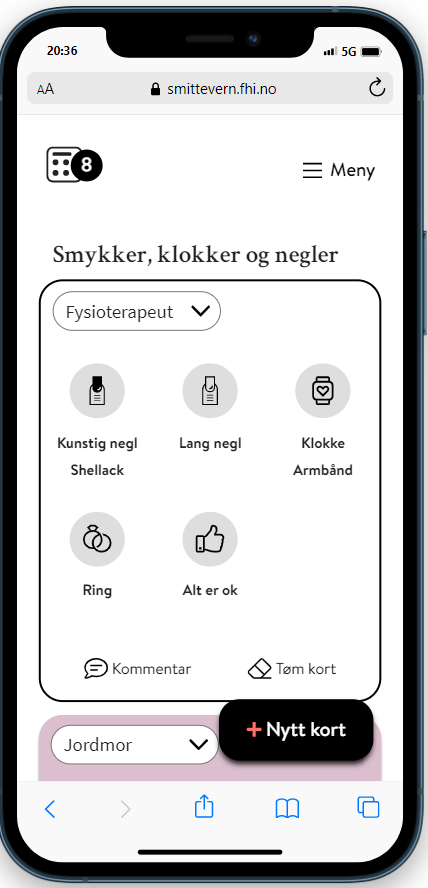 20:36
5G
AA
smittevern.fhi.no
8
Meny
Smykker, klokker og negler
Fysioterapeut
Kunstig negl
Shellack
Lang negl
Klokke
Armbånd
Ring
Alt er ok
Kommentar
Tøm kort
Jordmor
+ Nytt kort